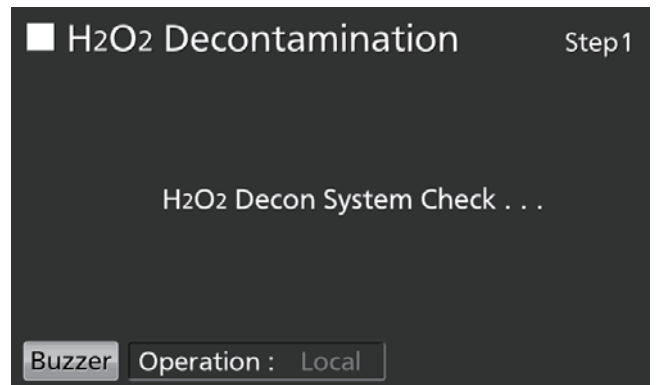 H2O2 Decontamination Step1
H2O2 Decon System Check . . .
Buzzer Operation : Local